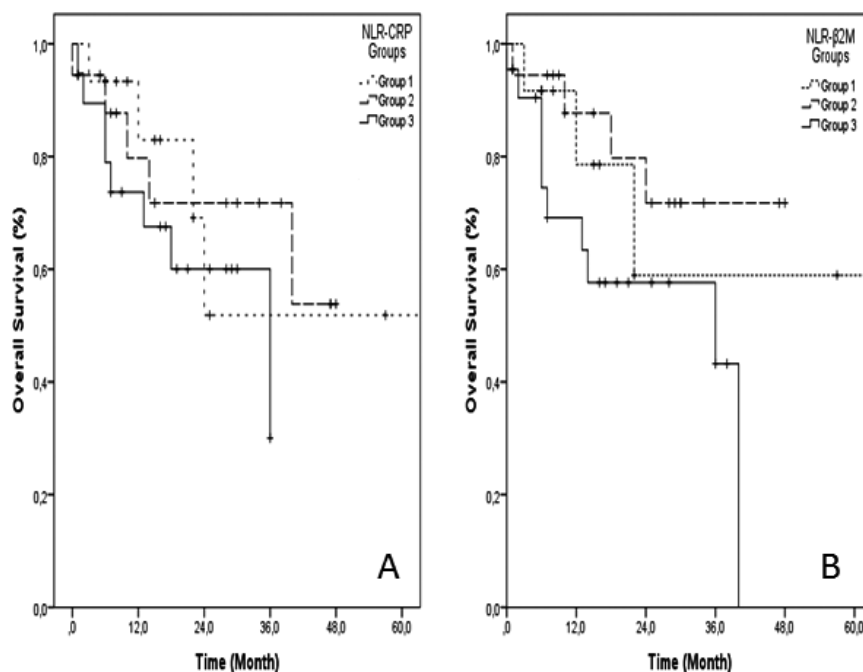 NLR-CRP
Groups
Group 1
Group 2
Group 3
1,0
0,8
0,6
0,4
0,2
0,0
Overall Survival (%)
,0
12,0
24,0
36,0
48,0
60,0
Time (Month)
A
NLR-β2M
Groups
Group 1
Group 2
Group 3
1,0
0,8
0,6
0,4
0,2
0,0
Overall Survival (%)
,0
12,0
24,0
36,0
48,0
60,0
Time (Month)
B